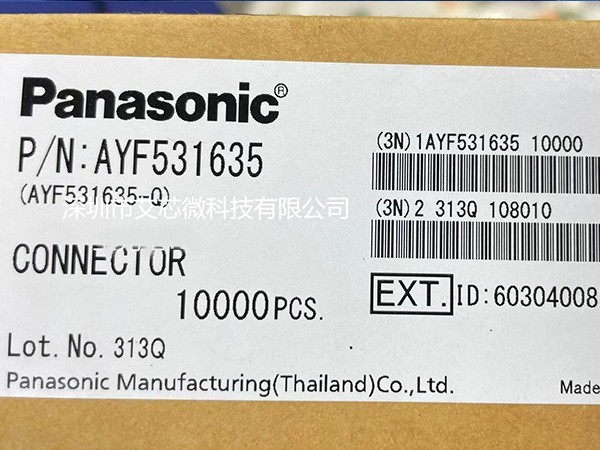 Panasonic®
P/N:AYF531635
(AYF531635-Q)
深圳市艾芯微科技有限公司
CONNECTOR
10000PCS.
Lot.No.313Q
Panasonic Manufacturing(Thailand)Co.,Ltd.
(3N)1AYF531635 10000
(3N)2 313Q 108010
EXT. ID:60304008
Made